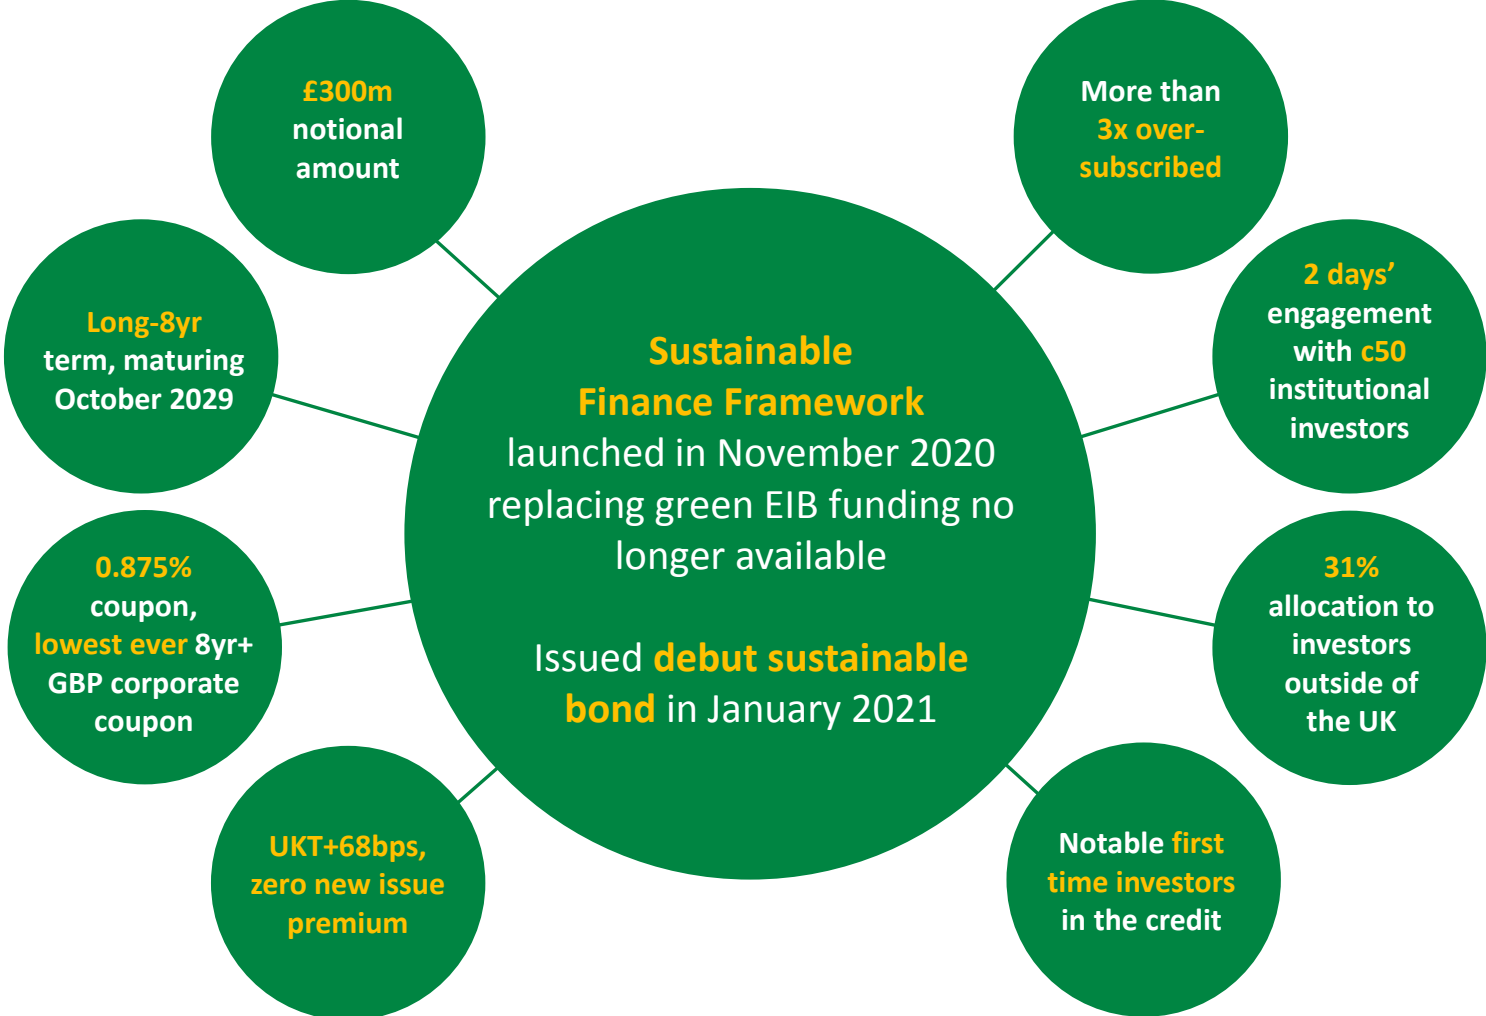 £300m
notional
amount
More than
3x over-
subscribed
Long-8yr
term, maturing
October 2029
2 days’
engagement
with c50
institutional
investors
Sustainable
Finance Framework
launched in November 2020
replacing green EIB funding no
longer available
Issued debut sustainable
bond in January 2021
0.875%
coupon,
lowest ever 8yr+
GBP corporate
coupon
31%
allocation to
investors
outside of
the UK
UKT+68bps,
zero new issue
premium
Notable first
time investors
in the credit